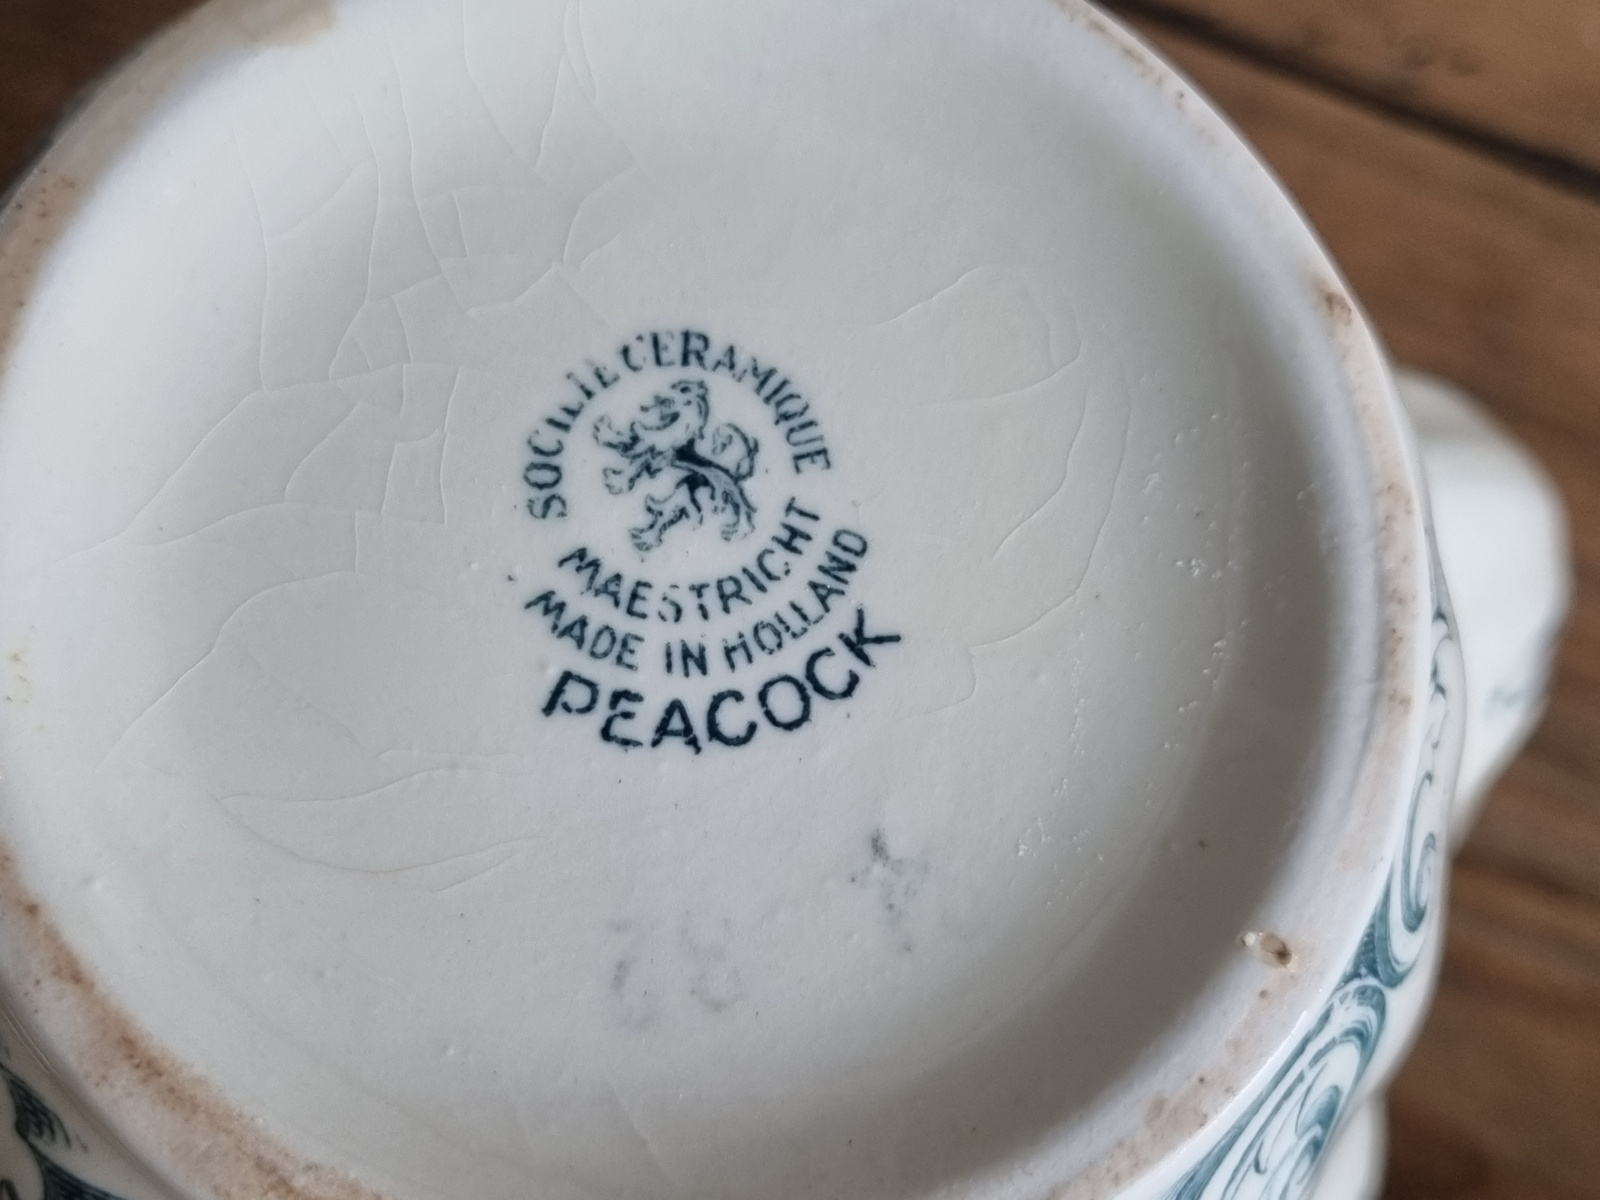 SOCIETE CERAMIQUE
MAESTRICHT
MADE IN HOLLAND
PEACOCK